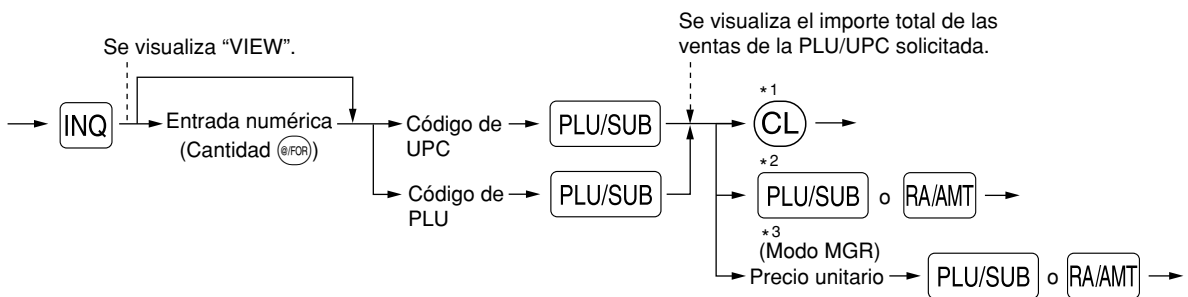 Se visualiza el importe total de las
ventas de la PLU/UPC solicitada.
Se visualiza “VIEW”.
INQ
Entrada numérica
(Cantidad @/FOR)
Código de
UPC
PLU/SUB
Código de
PLU
PLU/SUB
*1
CL
*2
PLU/SUB o RA/AMT
*3
(Modo MGR)
Precio unitario PLU/SUB o RA/AMT